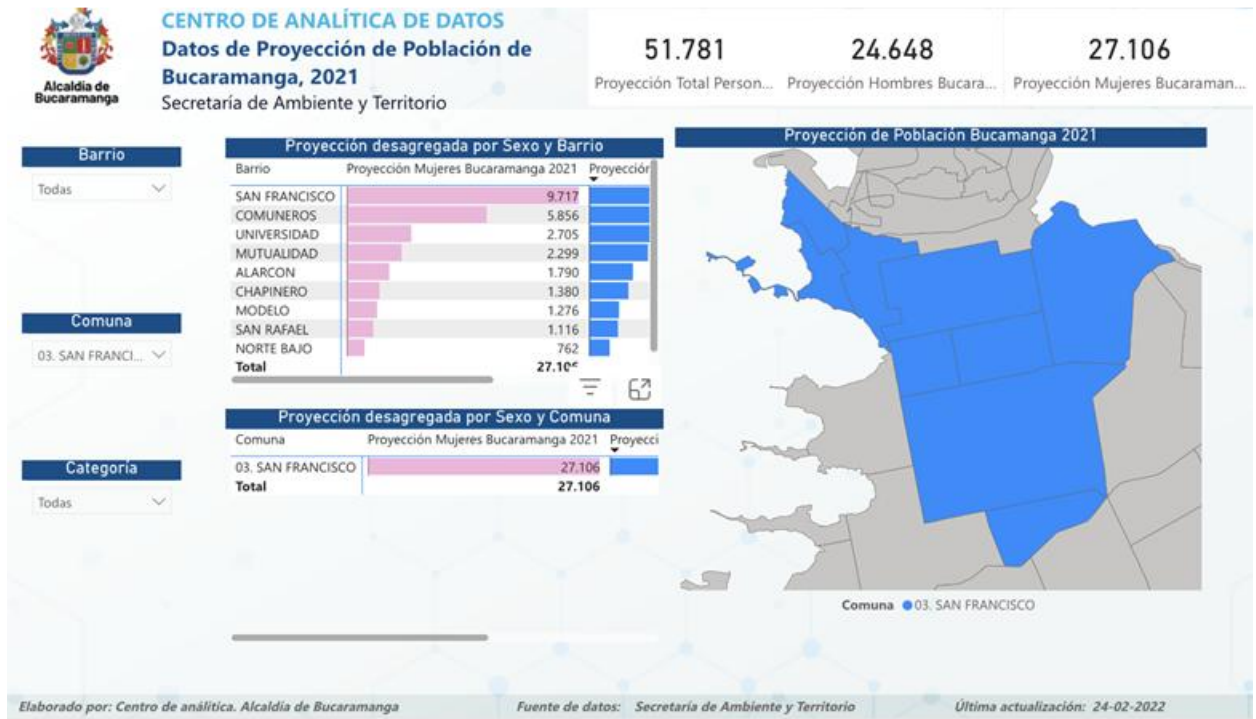 Alcaldía de
Bucaramanga
CENTRO DE ANALÍTICA DE DATOS
Datos de Proyección de Población de
Bucaramanga, 2021
Secretaría de Ambiente y Territorio
51.781
Proyección Total Person...
24.648
Proyección Hombres Bucara...
27.106
Proyección Mujeres Bucaraman...
Barrio
Todas
Comuna
03. SAN FRANCI...
Categoría
Todas
Proyección desagregada por Sexo y Barrio
Barrio Proyección Mujeres Bucaramanga 2021 Proyección
SAN FRANCISCO 9.717
COMUNEROS 5.856
UNIVERSIDAD 2.705
MUTUALIDAD 2.299
ALARCON 1.790
CHAPINERO 1.380
MODELO 1.276
SAN RAFAEL 1.116
NORTE BAJO 762
Total 27.106
Proyección desagregada por Sexo y Comuna
Comuna Proyección Mujeres Bucaramanga 2021 Proyecci
03. SAN FRANCISCO 27.106
Total 27.106
Proyección de Población Bucamanga 2021
Comuna 03. SAN FRANCISCO
Elaborado por: Centro de análitica. Alcaldía de Bucaramanga
Fuente de datos: Secretaría de Ambiente y Territorio
Última actualización: 24-02-2022